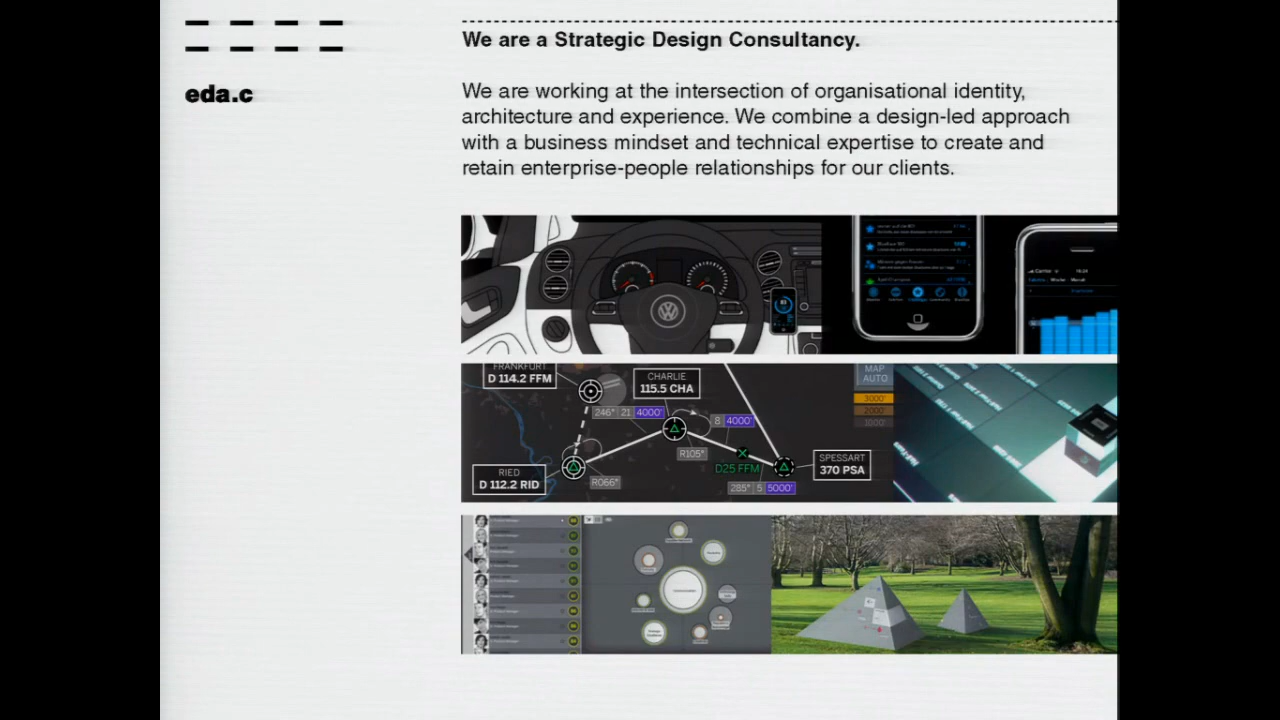 We are a Strategic Design Consultancy.
eda.c
We are working at the intersection of organisational identity,
architecture and experience. We combine a design-led approach
with a business mindset and technical expertise to create and
retain enterprise-people relationships for our clients.
FRANKFURT
D 114.2 FFM
CHARLIE
115.5 CHA
MAP
AUTO
3000'
2000'
1000'
246° 21 4000'
8 4000'
R105°
D25 FFM
SPESSART
370 PSA
RIED
D 112.2 RID
R066°
285° 5 5000'